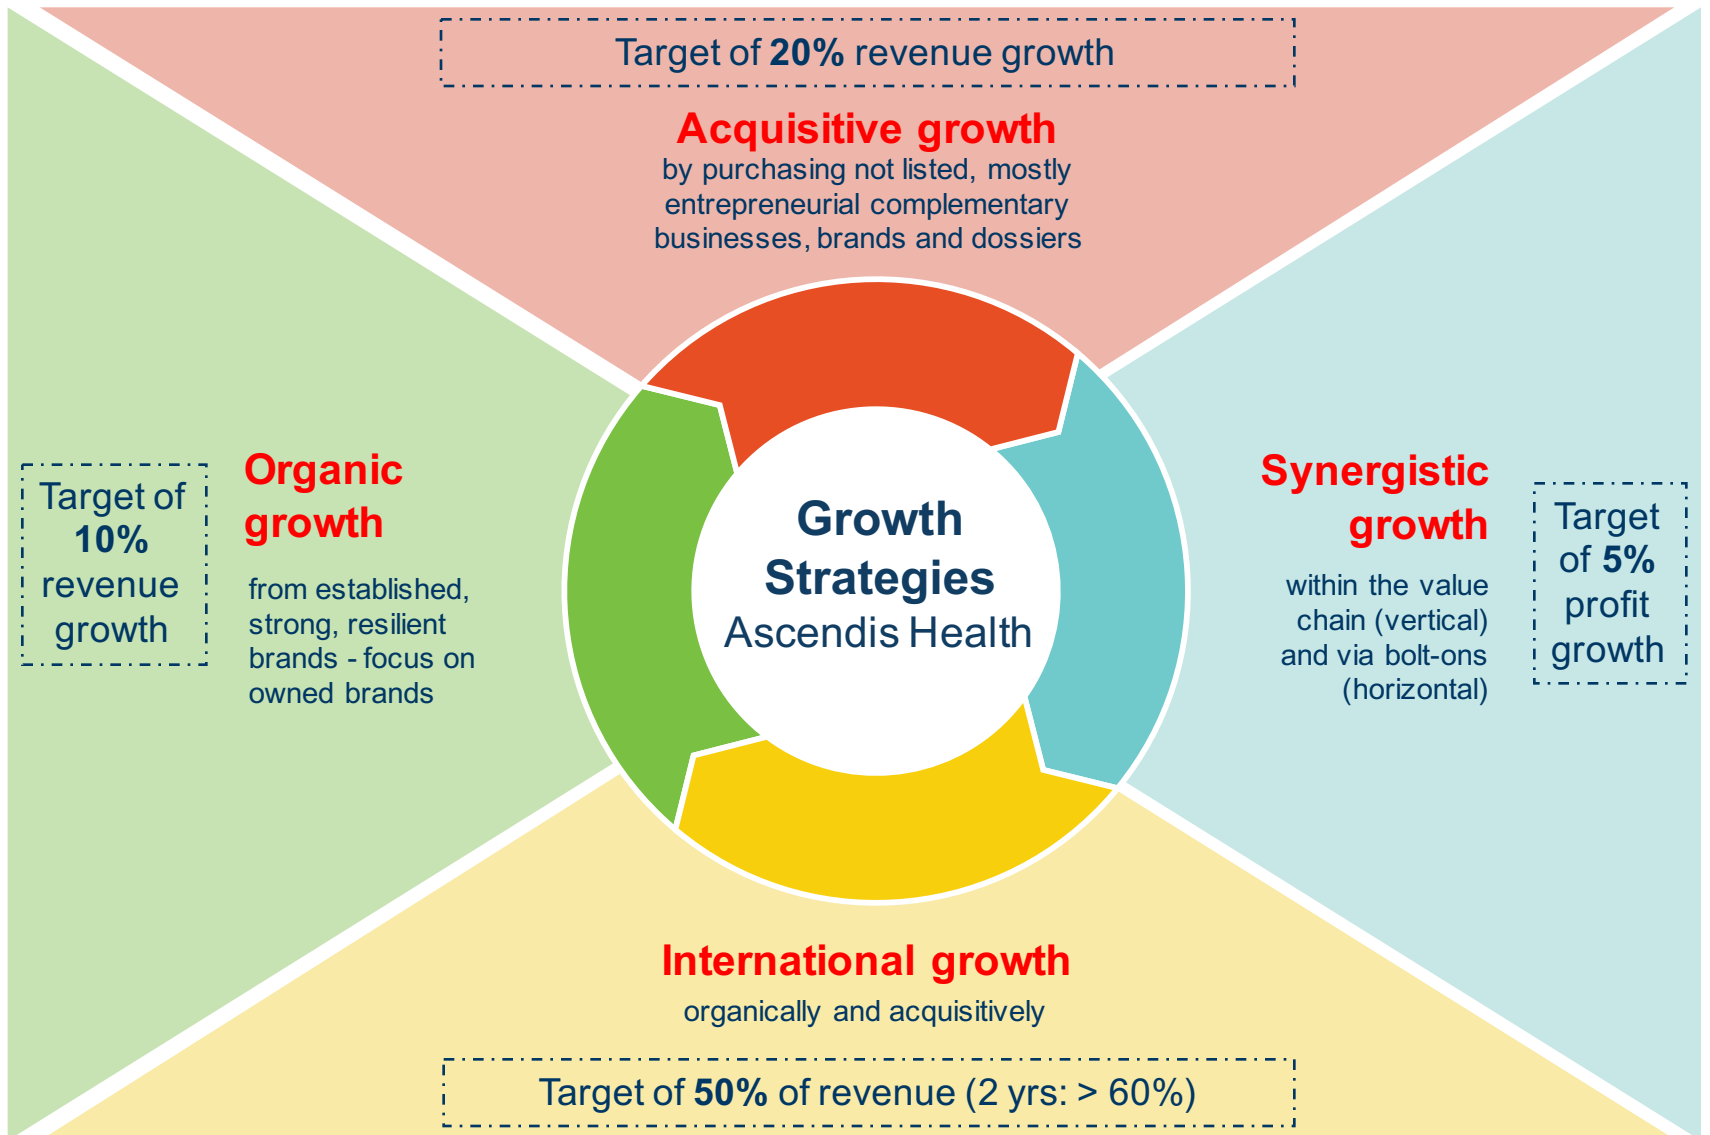 Target of 20% revenue growth
Acquisitive growth
by purchasing not listed, mostly
entrepreneurial complementary
businesses, brands and dossiers
Target of
10%
revenue
growth
Organic
growth
from established,
strong, resilient
brands - focus on
owned brands
Growth
Strategies
Ascendis Health
Synergistic
growth
within the value
chain (vertical)
and via bolt-ons
(horizontal)
Target
of 5%
profit
growth
International growth
organically and acquisitively
Target of 50% of revenue (2 yrs: > 60%)